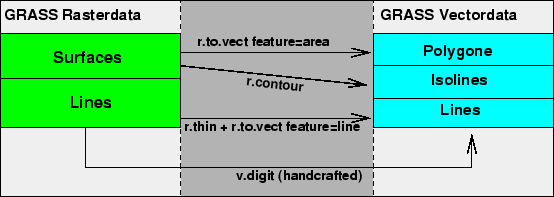 GRASS Rasterdata
GRASS Vectordata
r.to.vect feature=area
Surfaces
Polygone
r.contour
Isolines
Lines
Lines
r.thin + r.to.vect feature=line
v.digit (handcrafted)